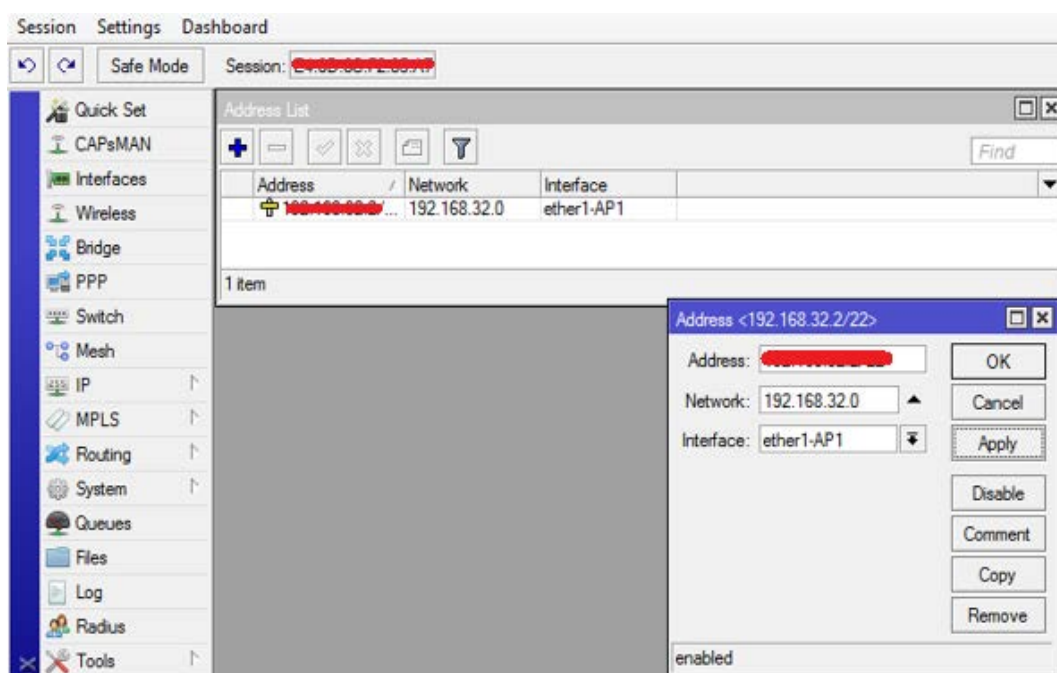 Session Settings Dashboard
Safe Mode Session:
Quick Set
CAPsMAN
Interfaces
Wireless
Bridge
PPP
Switch
Mesh
IP
MPLS
Routing
System
Queues
Files
Log
Radius
Tools
Address List
Find
Address Network Interface
192.168.32.0 ether1-AP1
1 item
Address <192.168.32.2/22>
Address: OK
Network: 192.168.32.0 Cancel
Interface: ether1-AP1 Apply
Disable
Comment
Copy
Remove
enabled